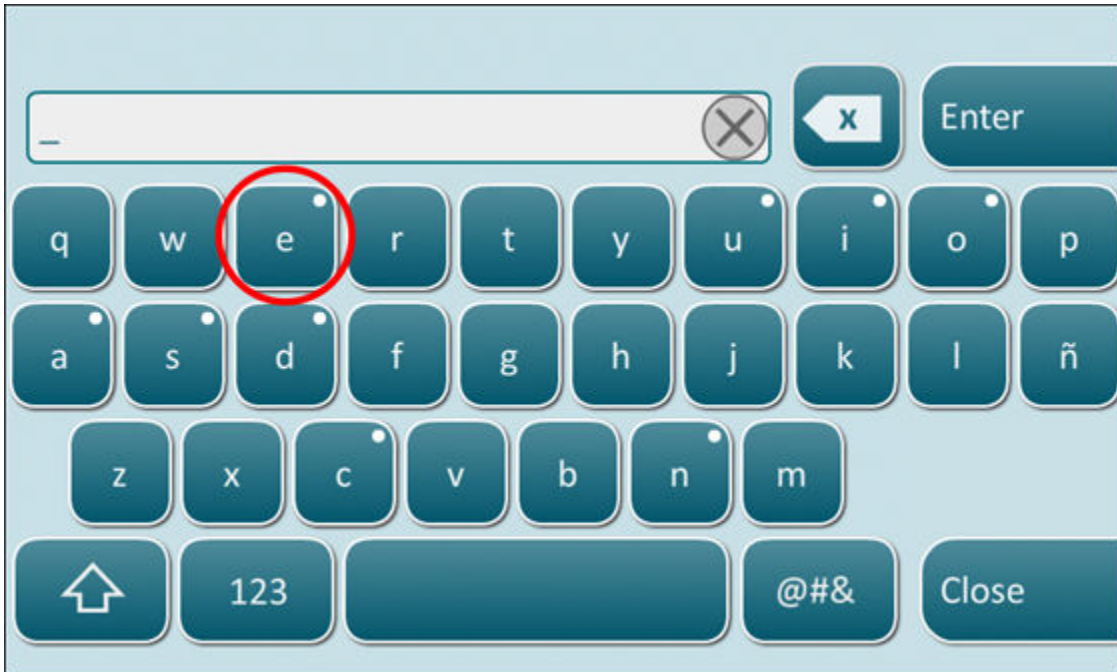 _ x Enter
q w e r t y u i o p
a s d f g h j k l ñ
z x c v b n m
123 @#& Close